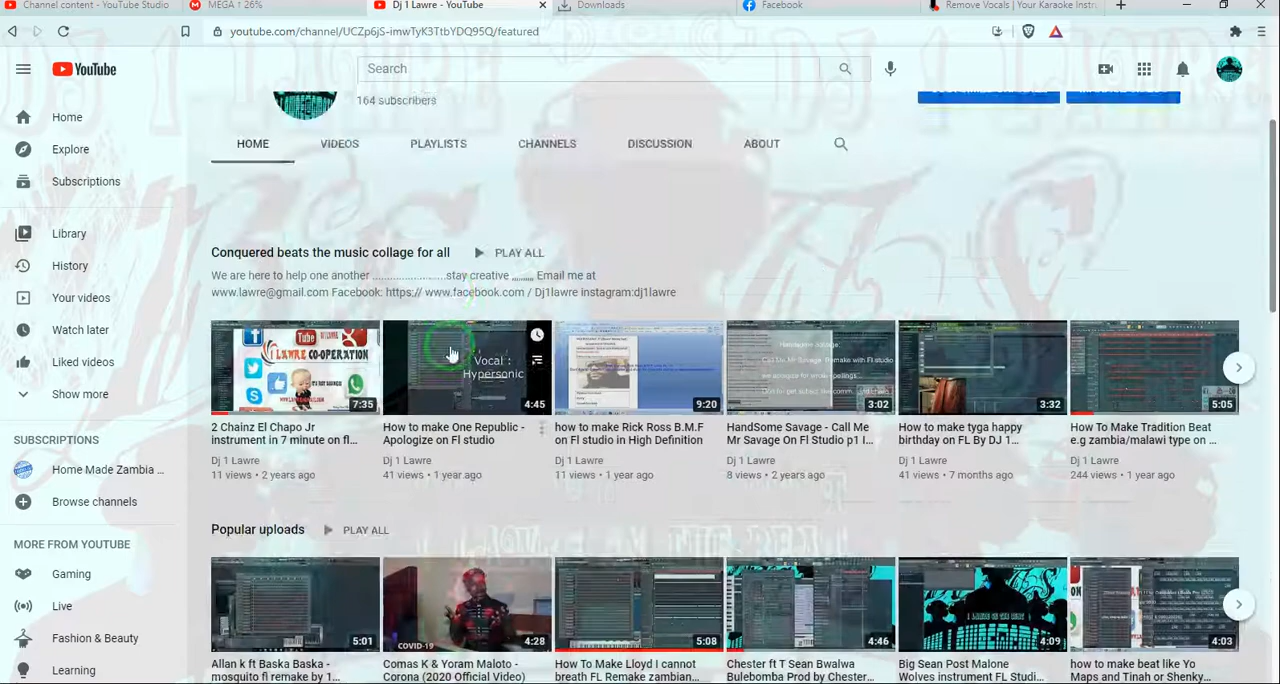 Channel content - YouTube Studio
MEGA ↑ 26%
Dj 1 Lawre - YouTube
Downloads
Facebook
Remove Vocals | Your Karaoke Instr
youtube.com/channel/UCZp6jS-imwTyK3TtbYDQ95Q/featured
YouTube
Search
164 subscribers
HOME
VIDEOS
PLAYLISTS
CHANNELS
DISCUSSION
ABOUT
Home
Explore
Subscriptions
Library
History
Your videos
Watch later
Liked videos
Show more
SUBSCRIPTIONS
Home Made Zambia ...
Browse channels
MORE FROM YOUTUBE
Gaming
Live
Fashion & Beauty
Learning
Conquered beats the music collage for all
PLAY ALL
We are here to help one another ........................stay creative ,,,,,,,,, Email me at
www.lawre@gmail.com Facebook: https:// www.facebook.com / Dj1lawre instagram:dj1lawre
7:35
2 Chainz El Chapo Jr
instrument in 7 minute on fl...
Dj 1 Lawre
11 views • 2 years ago
Vocal :
Hypersonic
4:45
How to make One Republic -
Apologize on Fl studio
Dj 1 Lawre
41 views • 1 year ago
9:20
how to make Rick Ross B.M.F
on Fl studio in High Definition
Dj 1 Lawre
11 views • 1 year ago
3:02
HandSome Savage - Call Me
Mr Savage On Fl Studio p1 I...
Dj 1 Lawre
8 views • 2 years ago
3:32
How to make tyga happy
birthday on FL By DJ 1...
Dj 1 Lawre
41 views • 7 months ago
5:05
How To Make Tradition Beat
e.g zambia/malawi type on ...
Dj 1 Lawre
244 views • 1 year ago
Popular uploads
PLAY ALL
5:01
Allan k ft Baska Baska -
mosquito fl remake by 1...
COVID-19
4:28
Comas K & Yoram Maloto -
Corona (2020 Official Video)
5:08
How To Make Lloyd I cannot
breath FL Remake zambian...
4:46
Chester ft T Sean Bwalwa
Bulebomba Prod by Chester...
4:09
Big Sean Post Malone
Wolves instrument FL Studi...
4:03
how to make beat like Yo
Maps and Tinah or Shenky...